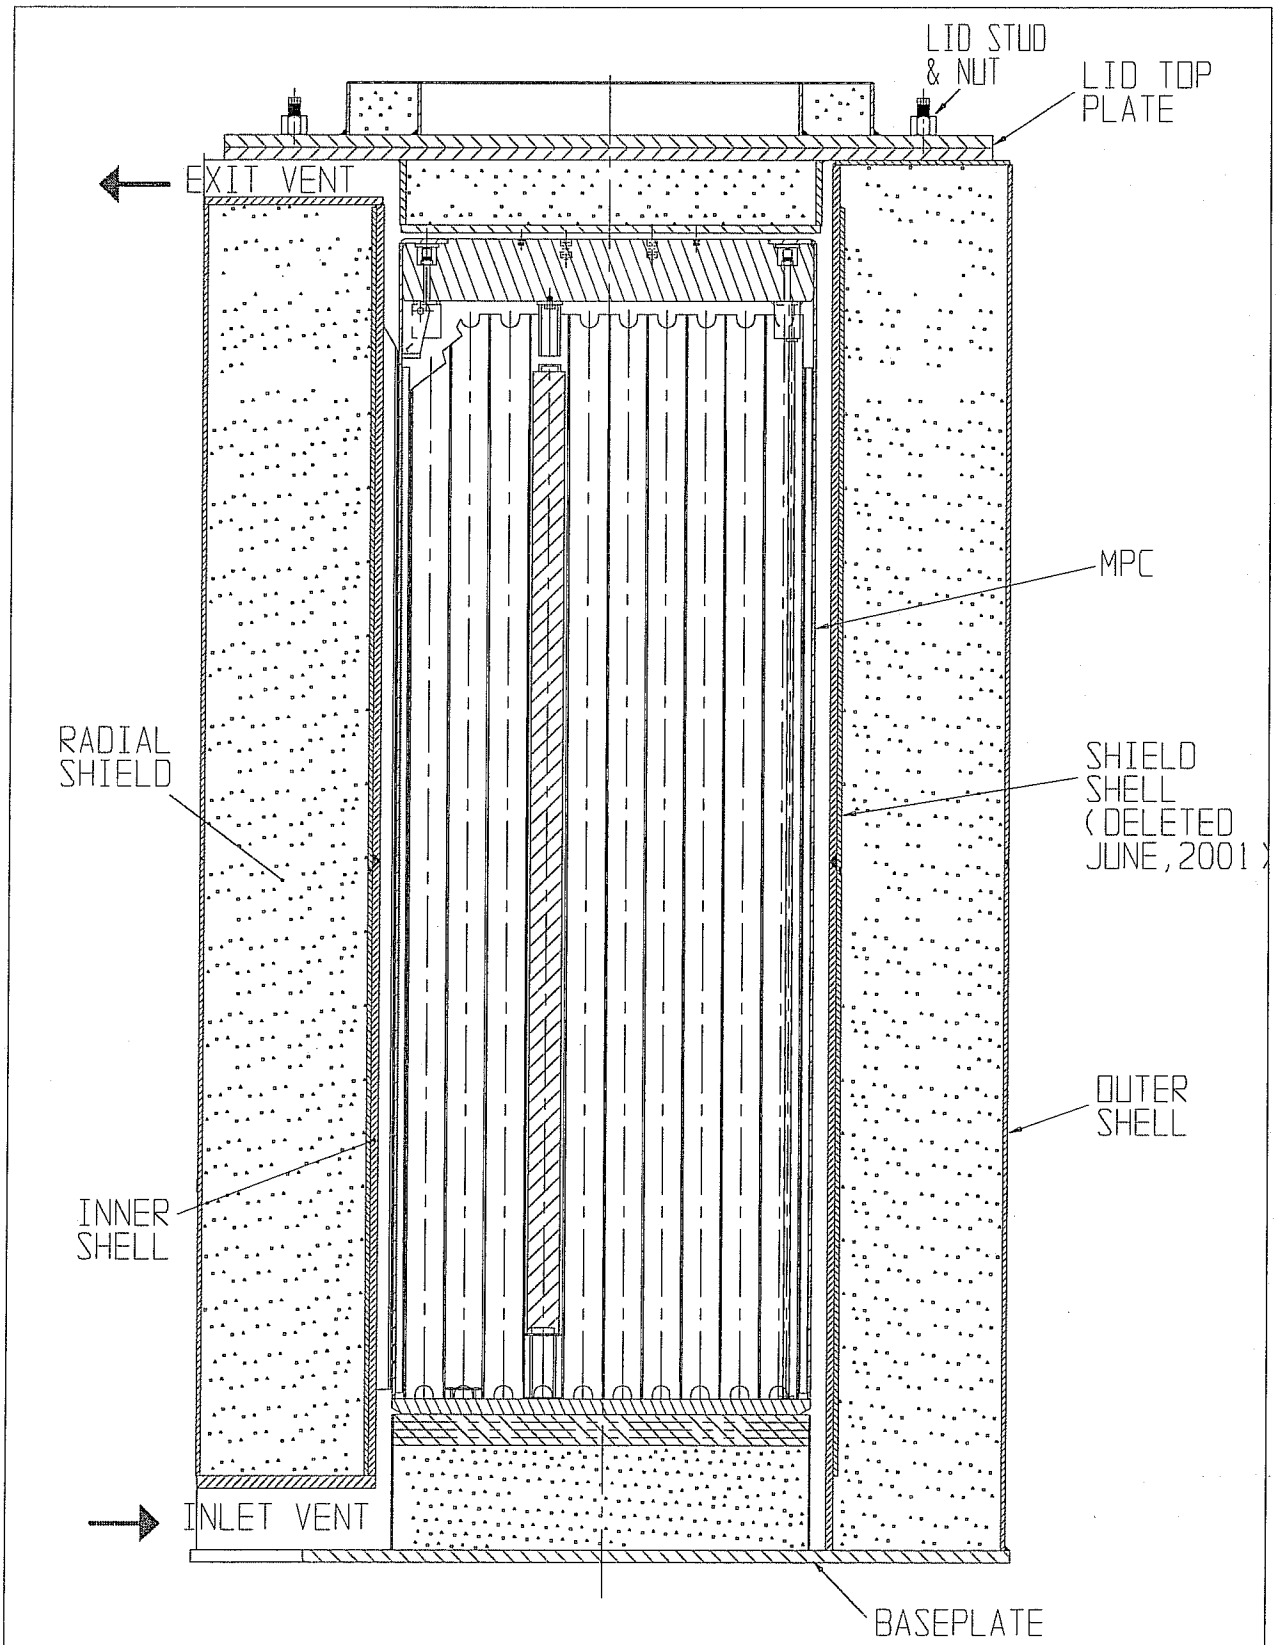 LID STUD
& NUT
LID TOP
PLATE
EXIT VENT
MPC
RADIAL
SHIELD
SHIELD
SHELL
(DELETED
JUNE,2001)
OUTER
SHELL
INNER
SHELL
INLET VENT
BASEPLATE